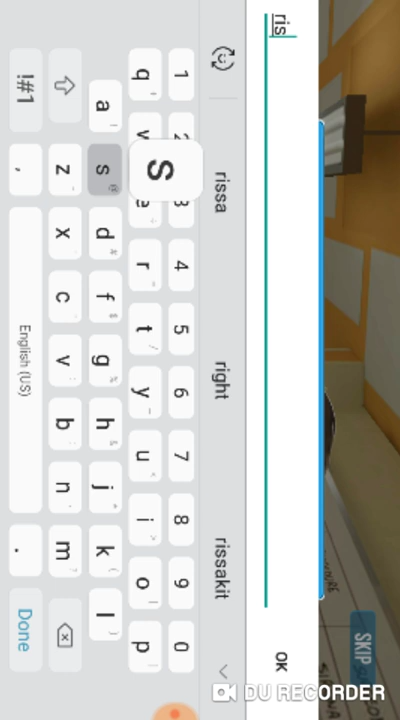 SKIP
ris OK
rissa right rissakit
1 2 3 4 5 6 7 8 9 0
q w e r t y u i o p
S
a s d f g h j k l
z x c v b n m
!#1 , English (US) . Done
DU RECORDER